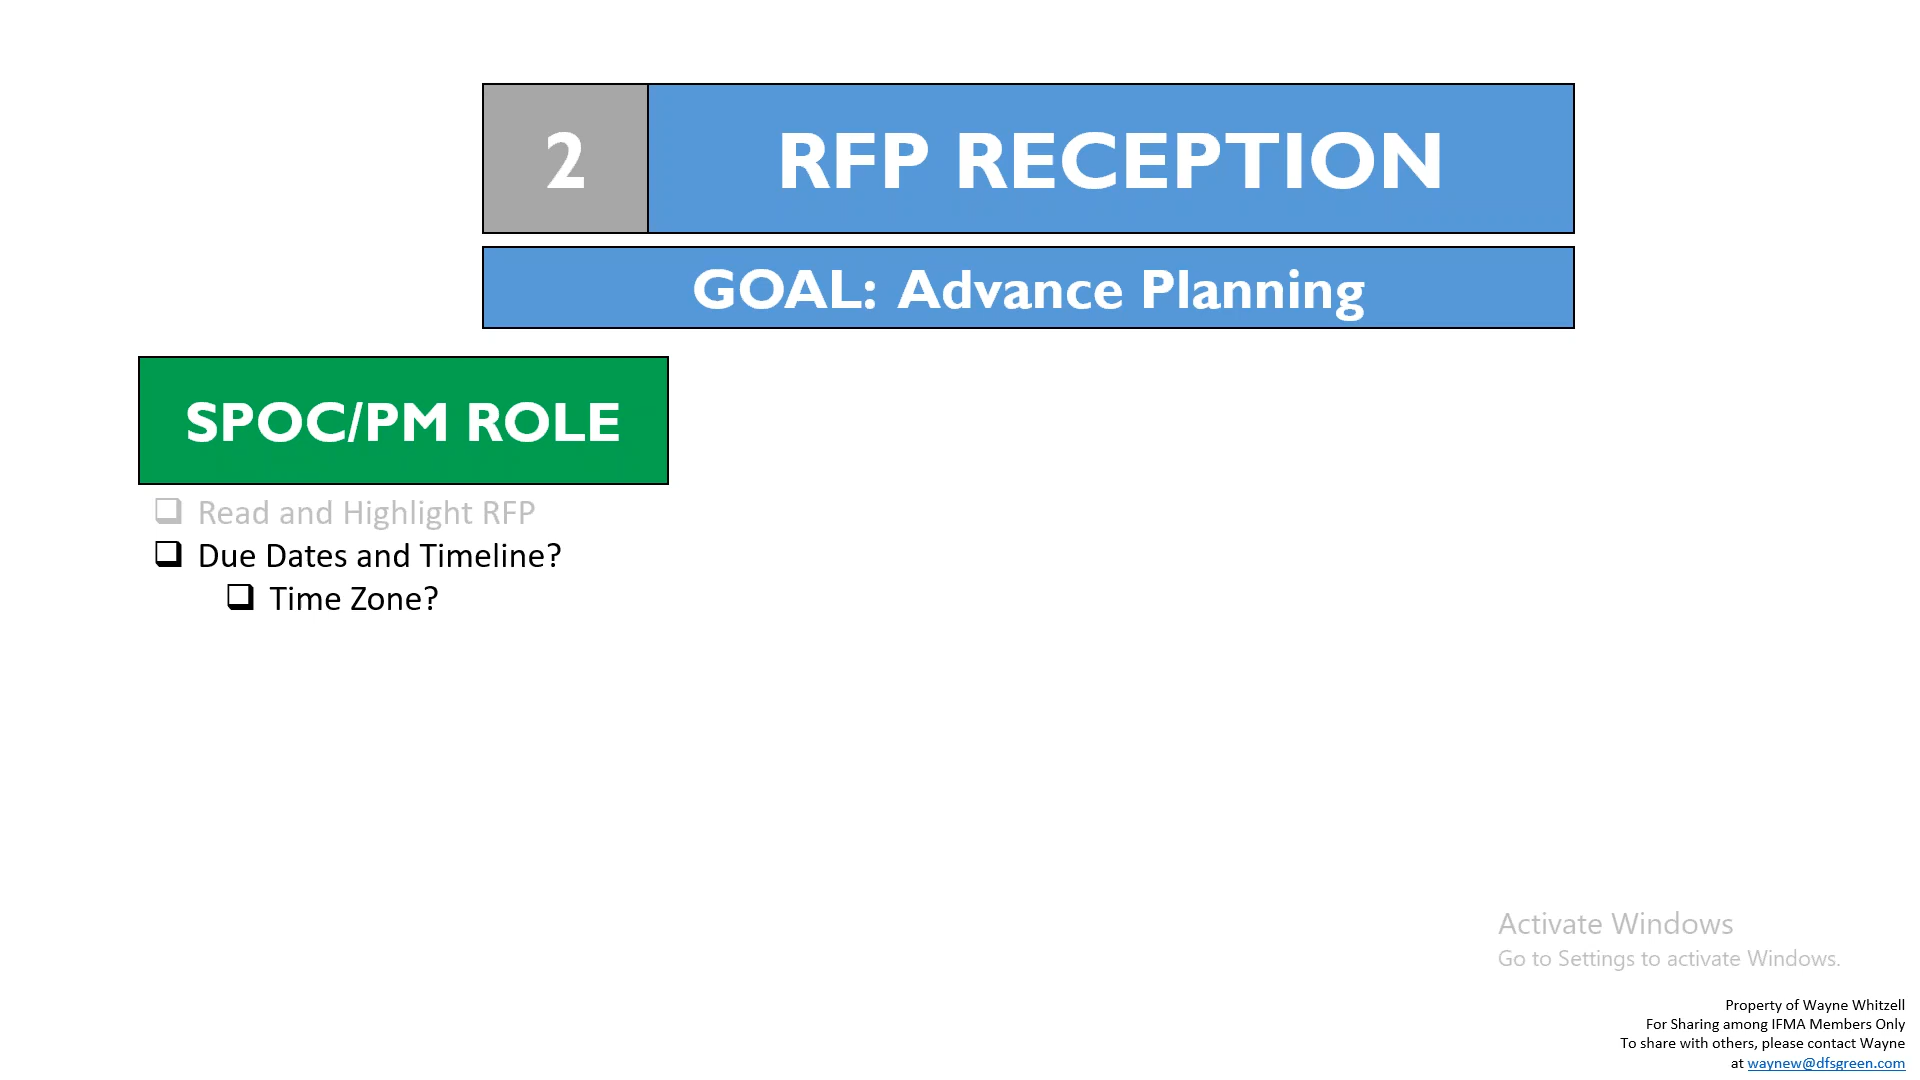 2 RFP RECEPTION
GOAL: Advance Planning
SPOC/PM ROLE
Read and Highlight RFP
Due Dates and Timeline?
Time Zone?
Activate Windows
Go to Settings to activate Windows.
Property of Wayne Whitzell
For Sharing among IFMA Members Only
To share with others, please contact Wayne
at waynew@dfsgreen.com